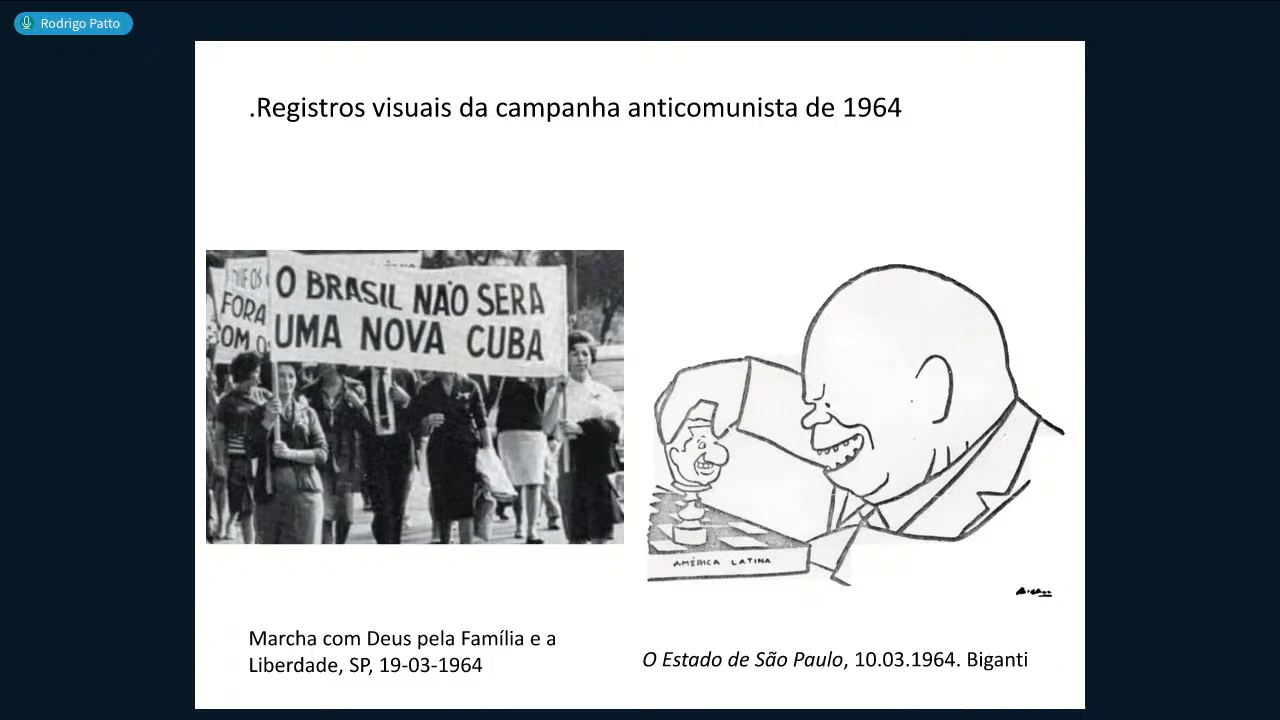 Rodrigo Patto
.Registros visuais da campanha anticomunista de 1964
O BRASIL NÃO SERA
UMA NOVA CUBA
FORA
OM O
AMÉRICA LATINA
Marcha com Deus pela Família e a
Liberdade, SP, 19-03-1964
O Estado de São Paulo, 10.03.1964. Biganti